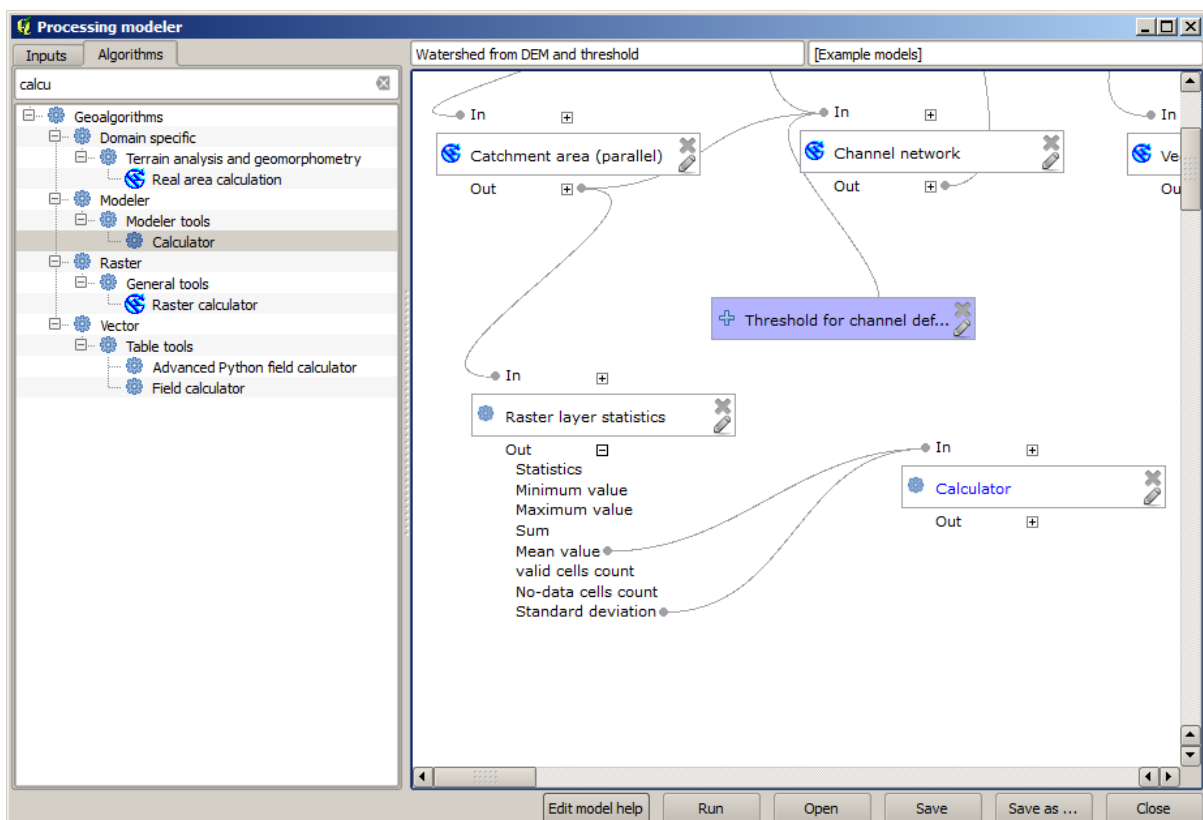 Processing modeler
Inputs
Algorithms
calcu
Geoalgorithms
Domain specific
Terrain analysis and geomorphometry
Real area calculation
Modeler
Modeler tools
Calculator
Raster
General tools
Raster calculator
Vector
Table tools
Advanced Python field calculator
Field calculator
Watershed from DEM and threshold
[Example models]
In
Catchment area (parallel)
Out
In
Channel network
Out
In
Ve
Ou
Threshold for channel def...
In
Raster layer statistics
Out
Statistics
Minimum value
Maximum value
Sum
Mean value
valid cells count
No-data cells count
Standard deviation
In
Calculator
Out
Edit model help
Run
Open
Save
Save as ...
Close